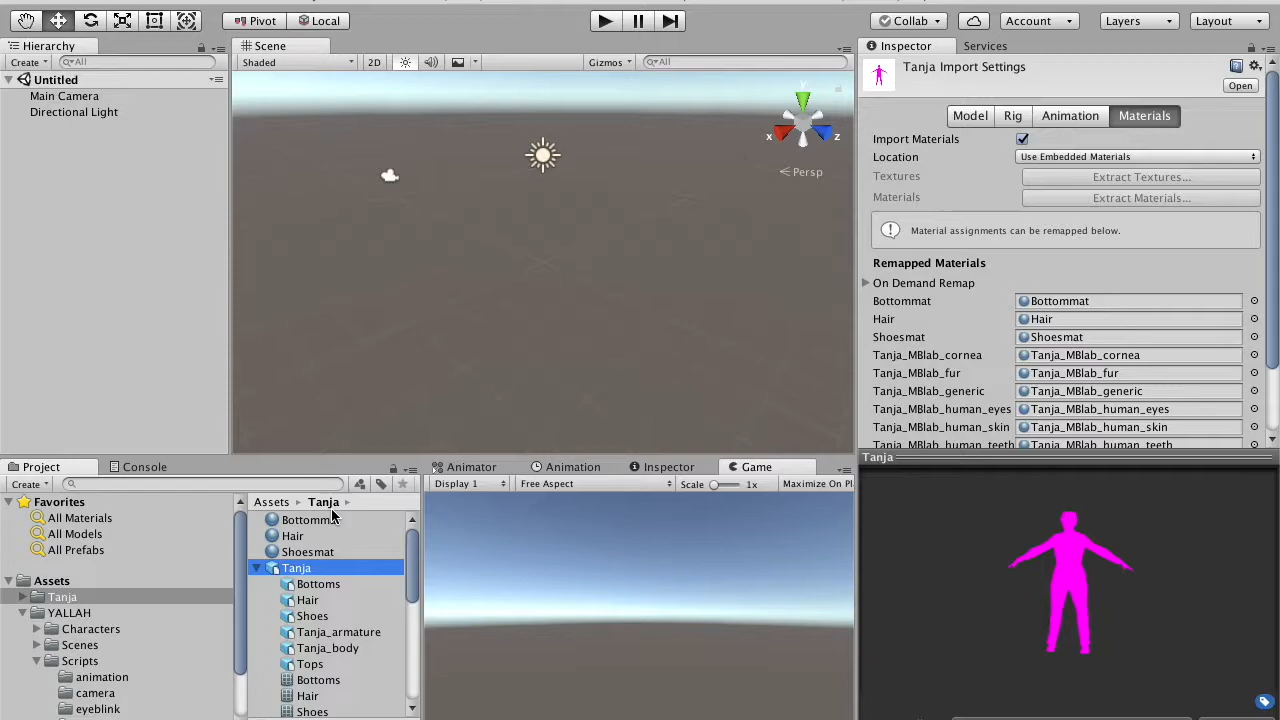 Pivot Local Collab Account Layers Layout
Hierarchy Scene Inspector Services
Create All Shaded 2D Gizmos All Tanja Import Settings
Open
Untitled
Main Camera
Directional Light
X Z
Persp
Model Rig Animation Materials
Import Materials
Location Use Embedded Materials
Textures Extract Textures...
Materials Extract Materials...
Material assignments can be remapped below.
Remapped Materials
On Demand Remap
Bottommat Bottommat
Hair Hair
Shoesmat Shoesmat
Tanja_MBlab_cornea Tanja_MBlab_cornea
Tanja_MBlab_fur Tanja_MBlab_fur
Tanja_MBlab_generic Tanja_MBlab_generic
Tanja_MBlab_human_eyes Tanja_MBlab_human_eyes
Tanja_MBlab_human_skin Tanja_MBlab_human_skin
Tanja_MBlab_human_teeth Tanja_MBlab_human_teeth
Tanja
Project Console
Create
Favorites
All Materials
All Models
All Prefabs
Assets
Tanja
YALLAH
Characters
Scenes
Scripts
animation
camera
eyeblink
Assets Tanja
Hair
Shoesmat
Tanja
Bottoms
Hair
Shoes
Tanja_armature
Tanja_body
Tops
Bottoms
Hair
Shoes
Animator Animation Inspector Game
Display 1 Free Aspect Scale 1x Maximize On Pl